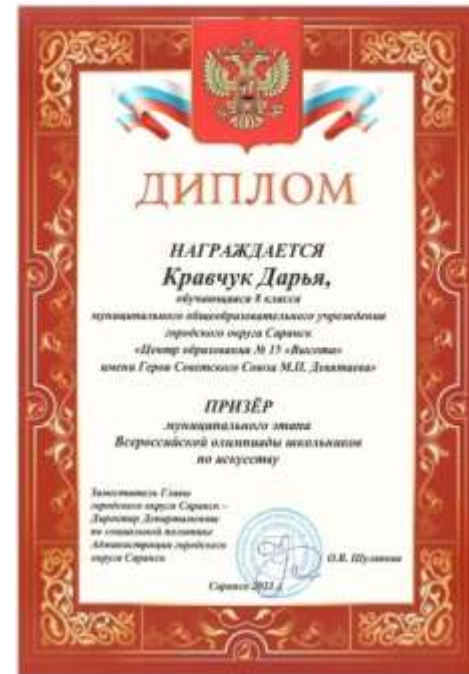 ДИПЛОМ
НАГРАЖДАЕТСЯ
Кравчук Дарья,
обучающаяся 8 класса
муниципального общеобразовательного учреждения
городского округа Саранск
«Центр образования № 15 «Высота»
имени Героя Советского Союза М.П. Девятаева»
ПРИЗЁР
муниципального этапа
Всероссийской олимпиады школьников
по искусству
Заместитель Главы
городского округа Саранск –
Директор Департамента
по социальной политике
Администрации городского
округа Саранск
О.В.
Саранск